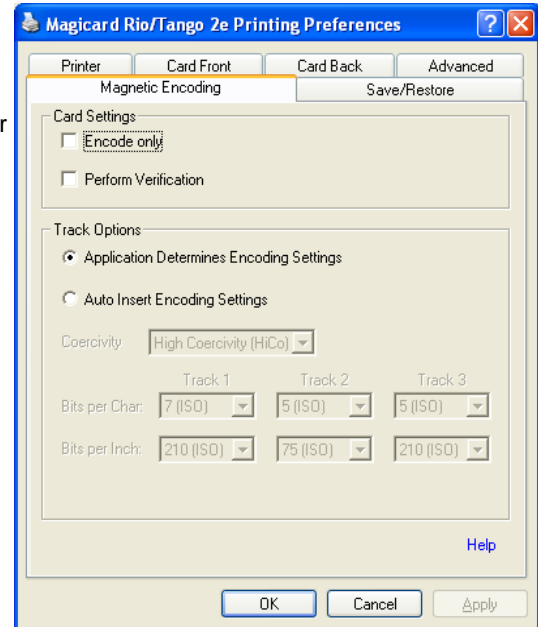 Magicard Rio/Tango 2e Printing Preferences
Printer Card Front Card Back Advanced
Magnetic Encoding Save/Restore
r
Card Settings
Encode only
Perform Verification
Track Options
Application Determines Encoding Settings
Auto Insert Encoding Settings
Coercivity High Coercivity (HiCo)
Track 1 Track 2 Track 3
Bits per Char: 7 (ISO) 5 (ISO) 5 (ISO)
Bits per Inch: 210 (ISO) 75 (ISO) 210 (ISO)
Help
OK Cancel Apply